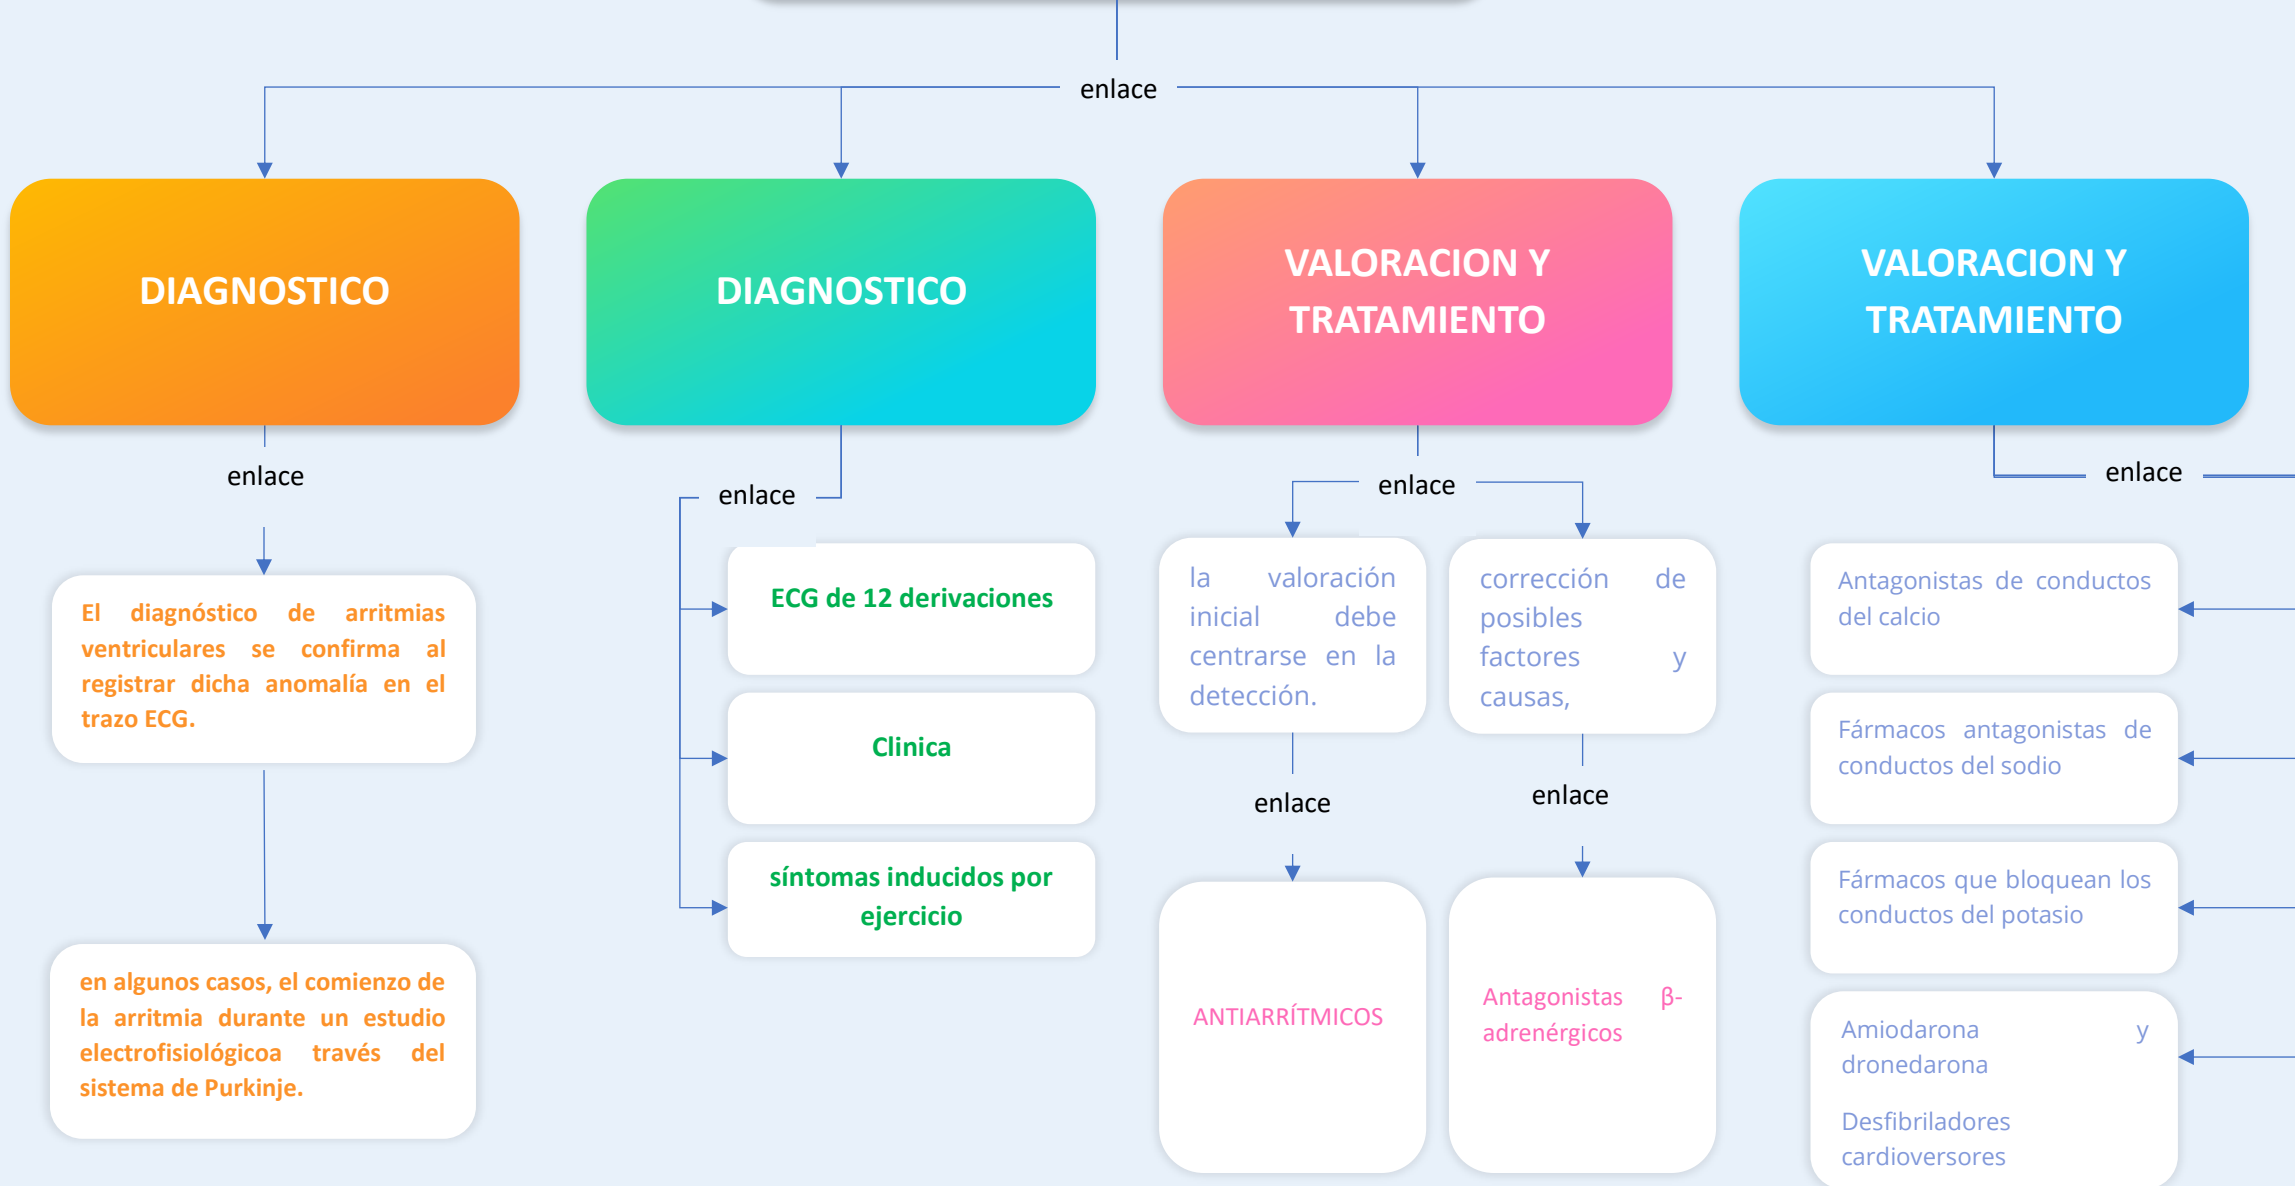 enlace
DIAGNOSTICO
DIAGNOSTICO
VALORACION Y
TRATAMIENTO
VALORACION Y
TRATAMIENTO
enlace
El diagnóstico de arritmias
ventriculares se confirma al
registrar dicha anomalía en el
trazo ECG.
en algunos casos, el comienzo de
la arritmia durante un estudio
electrofisiológicoa través del
sistema de Purkinje.
enlace
ECG de 12 derivaciones
Clinica
síntomas inducidos por
ejercicio
enlace
la valoración
inicial debe
centrarse en la
detección.
enlace
ANTIARRÍTMICOS
corrección de
posibles
factores y
causas,
enlace
Antagonistas β-
adrenérgicos
enlace
Antagonistas de conductos
del calcio
Fármacos antagonistas de
conductos del sodio
Fármacos que bloquean los
conductos del potasio
Amiodarona y
dronedarona
Desfibriladores
cardioversores